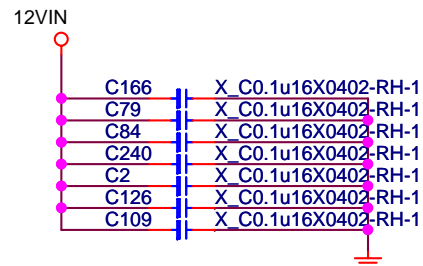 12VIN
C166 X_C0.1u16X0402-RH-1
C79 X_C0.1u16X0402-RH-1
C84 X_C0.1u16X0402-RH-1
C240 X_C0.1u16X0402-RH-1
C2 X_C0.1u16X0402-RH-1
C126 X_C0.1u16X0402-RH-1
C109 X_C0.1u16X0402-RH-1